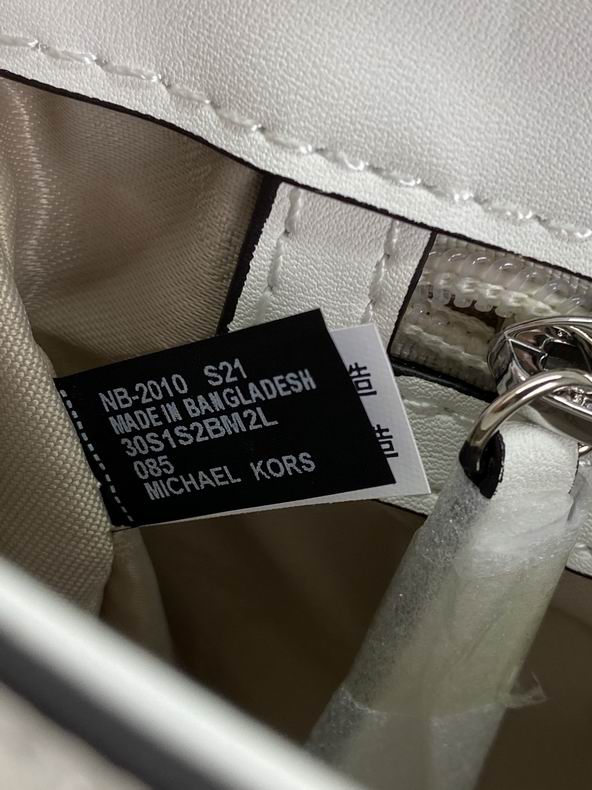 NB-2010 S21
MADE IN BANGLADESH
30S1S2BM2L
085
MICHAEL KORS